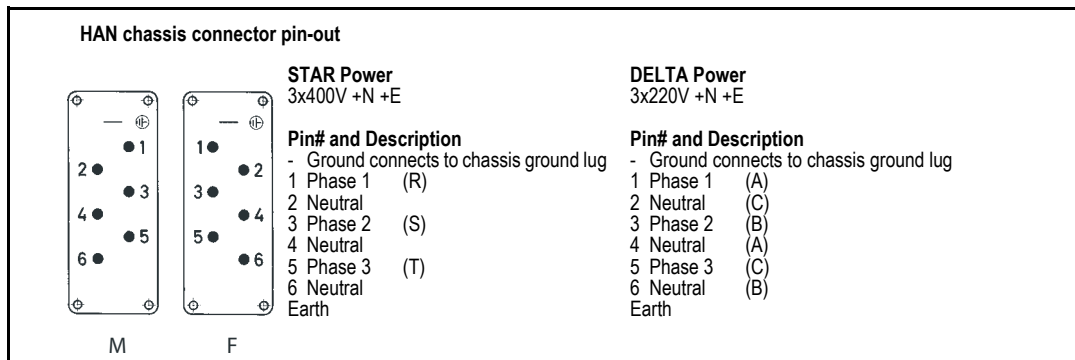 HAN chassis connector pin-out
STAR Power
3x400V +N +E
Pin# and Description
- Ground connects to chassis ground lug
1 Phase 1 (R)
2 Neutral
3 Phase 2 (S)
4 Neutral
5 Phase 3 (T)
6 Neutral
Earth
DELTA Power
3x220V +N +E
Pin# and Description
- Ground connects to chassis ground lug
1 Phase 1 (A)
2 Neutral (C)
3 Phase 2 (B)
4 Neutral (A)
5 Phase 3 (C)
6 Neutral (B)
Earth
1
2
3
4
5
6
M
1
2
3
4
5
6
F